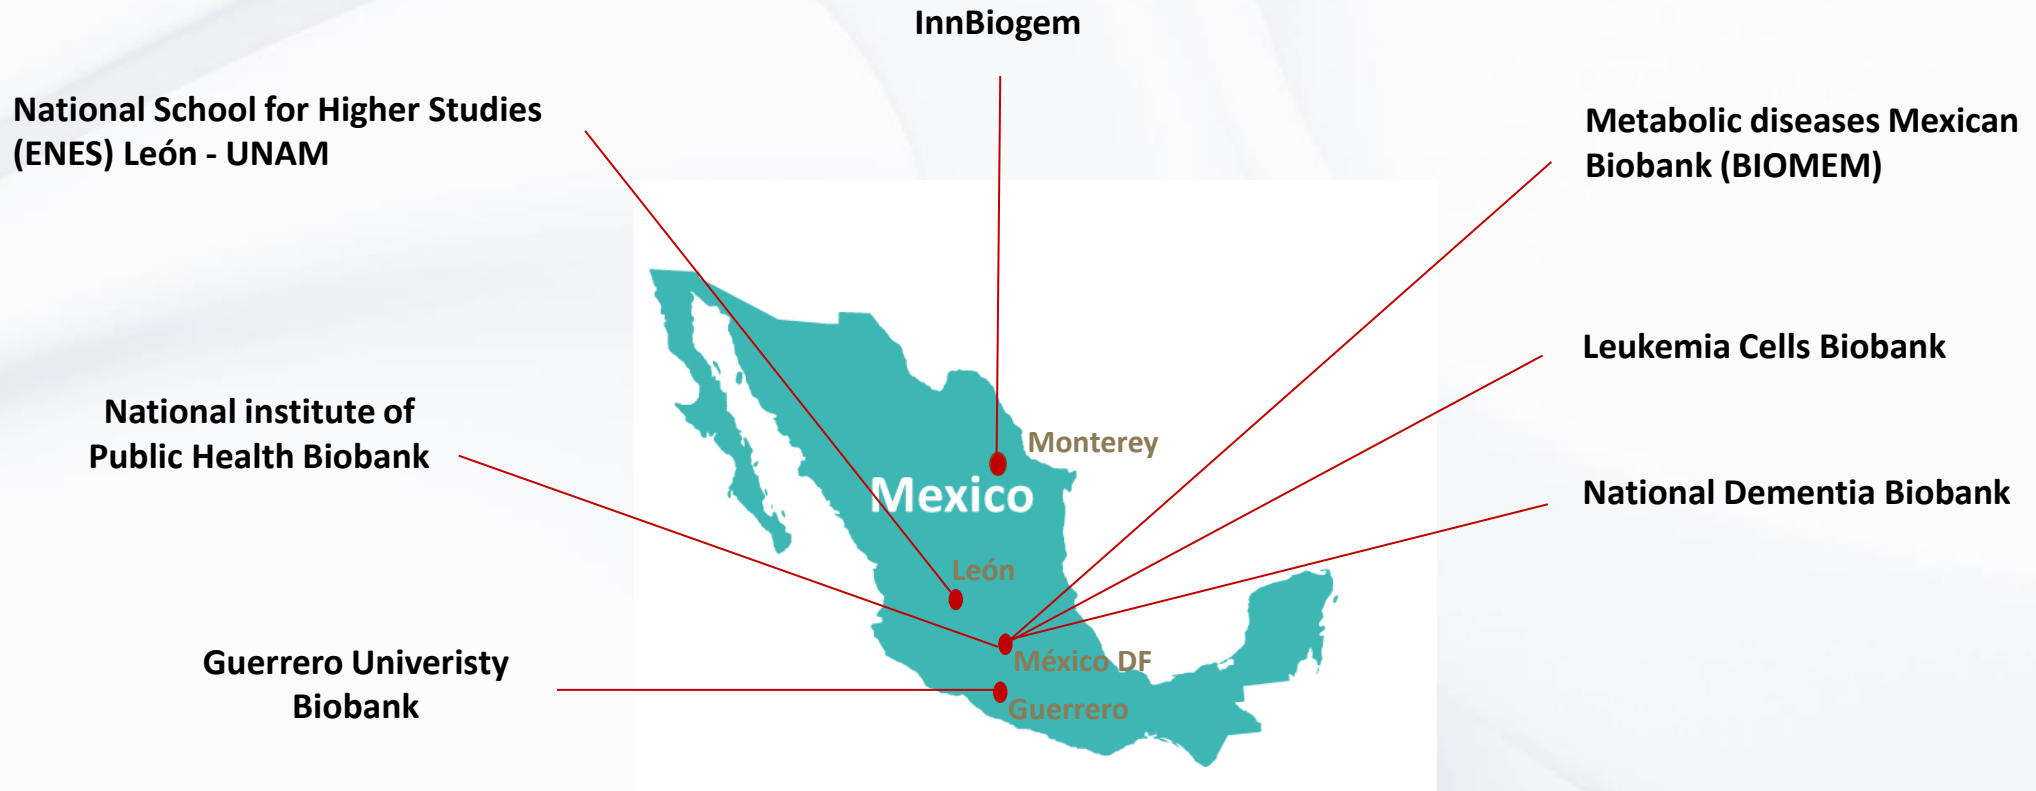 InnBiogem
National School for Higher Studies
(ENES) León - UNAM
Metabolic diseases Mexican
Biobank (BIOMEM)
Leukemia Cells Biobank
National institute of
Public Health Biobank
Monterey
Mexico
National Dementia Biobank
León
Guerrero Univeristy
Biobank
México DF
Guerrero